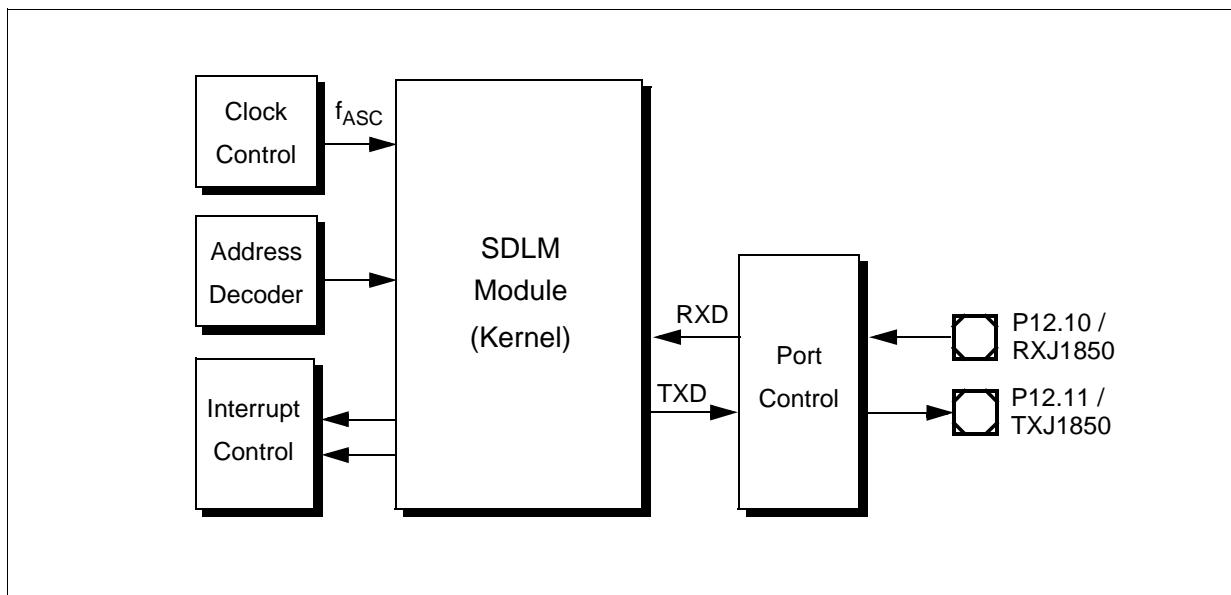 Clock
Control
fASC
Address
Decoder
Interrupt
Control
SDLM
Module
(Kernel)
RXD
TXD
Port
Control
P12.10 /
RXJ1850
P12.11 /
TXJ1850